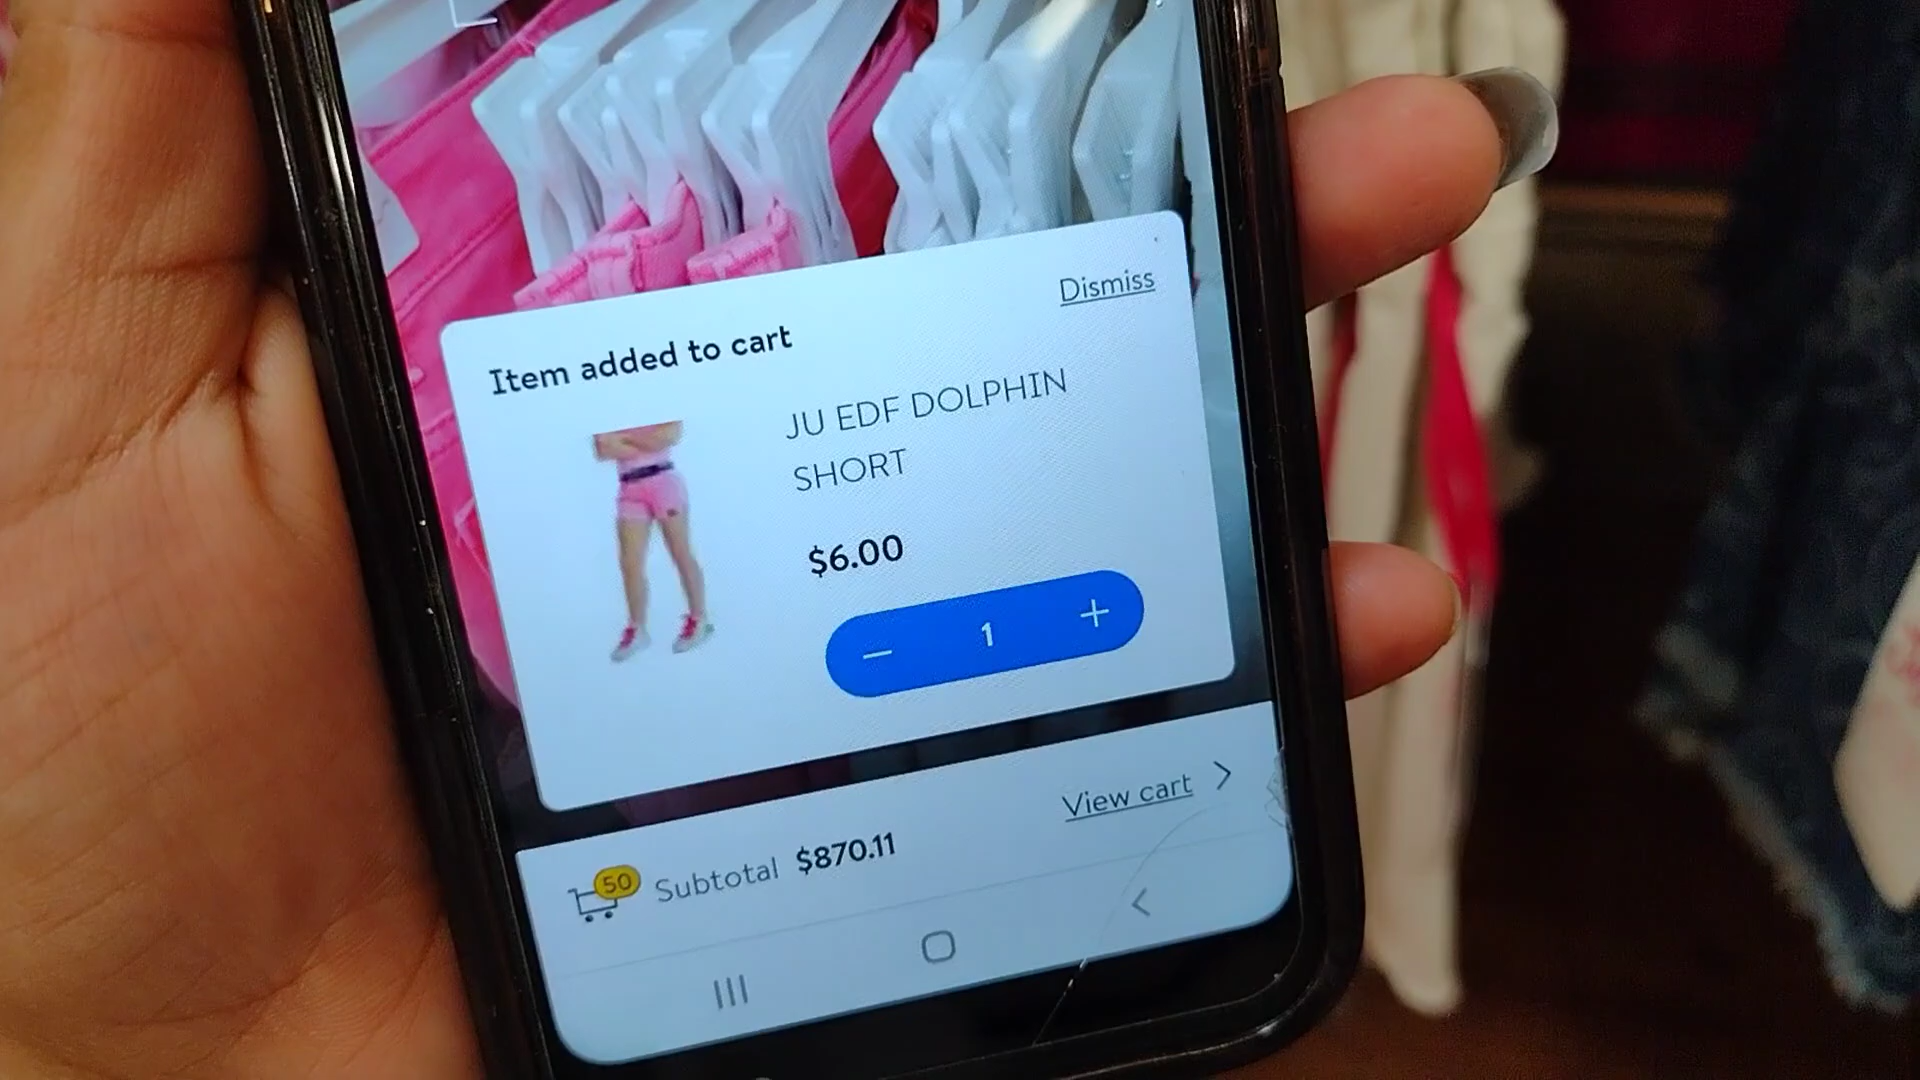 Dismiss
Item added to cart
JU EDF DOLPHIN
SHORT
$6.00
− 1 +
View cart >
50 Subtotal $870.11